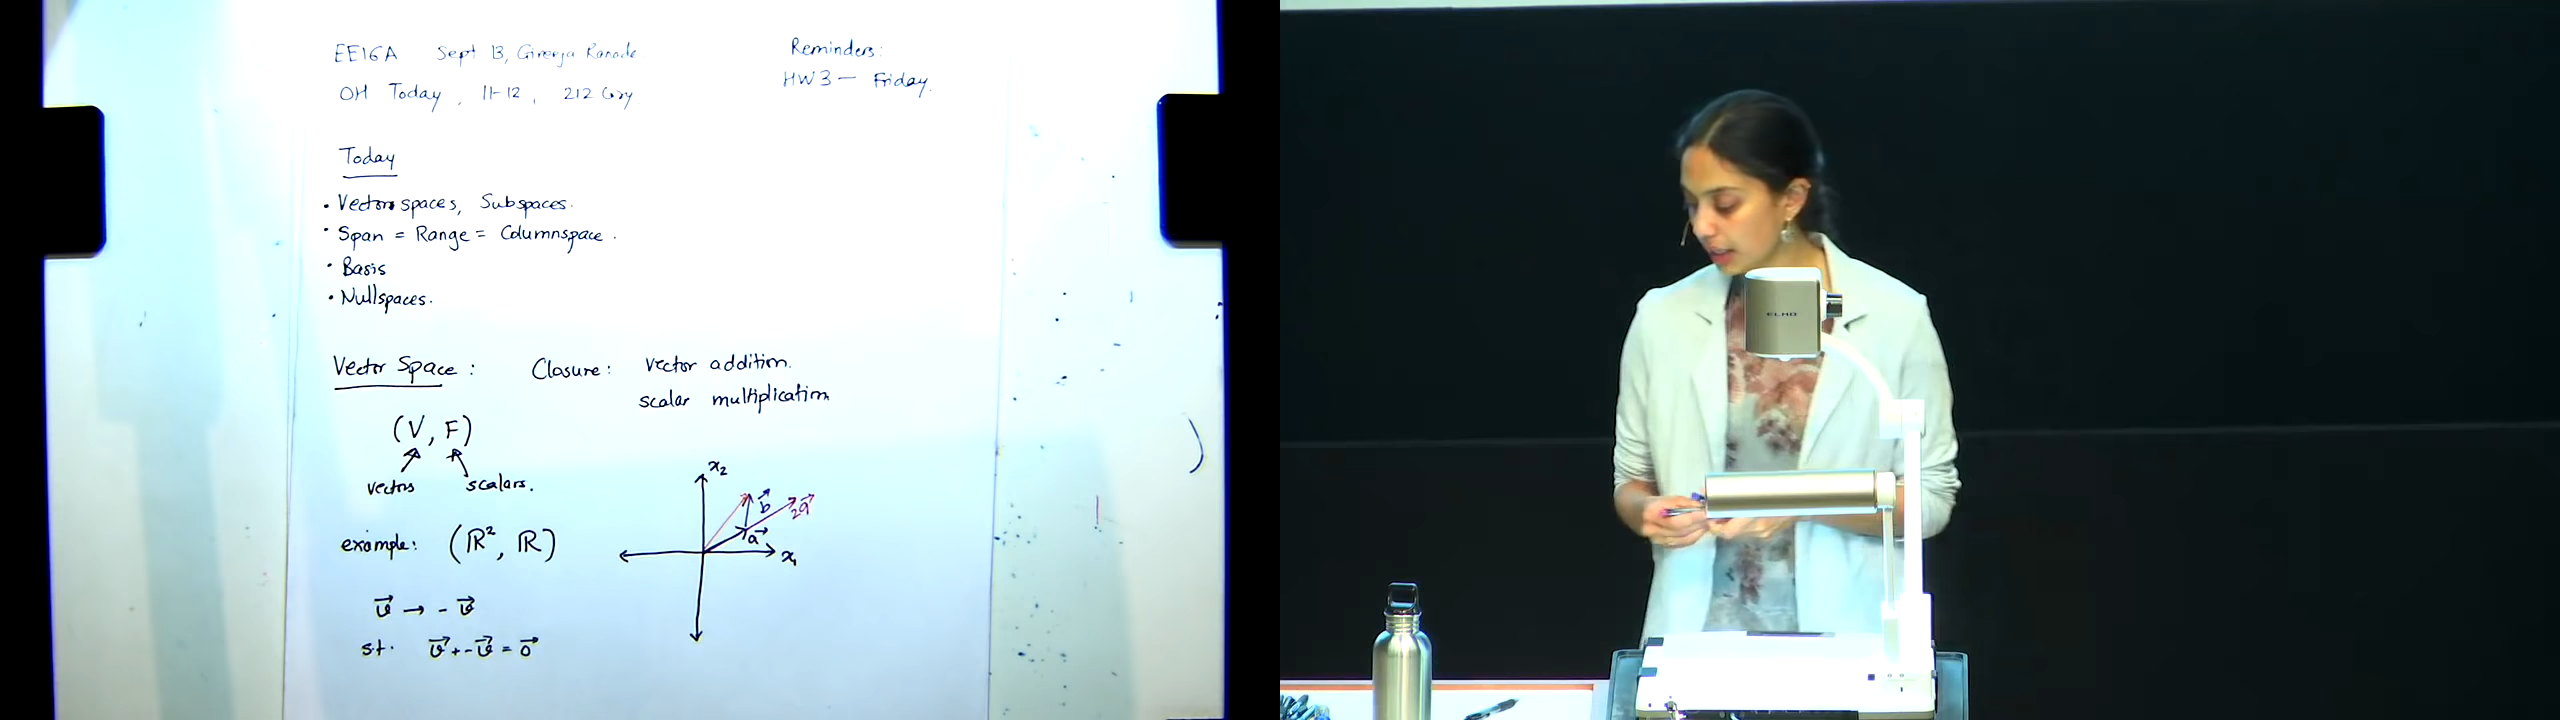 EE16A Sept 13, Gireeja Ranade
OH Today, 11-12, 212 Cory
Reminders:
HW3 — Friday.
Today
• Vector spaces, Subspaces.
• Span = Range = Columnspace.
• Basis
• Nullspaces.
Vector Space: Closure: vector addition.
scalar multiplication
(V, F)
vectors scalars.
example: (ℝ², ℝ)
x₂
b⃗
2a⃗
a⃗
x₁
v⃗ → -v⃗
s.t. v⃗ + -v⃗ = 0⃗
ELMO